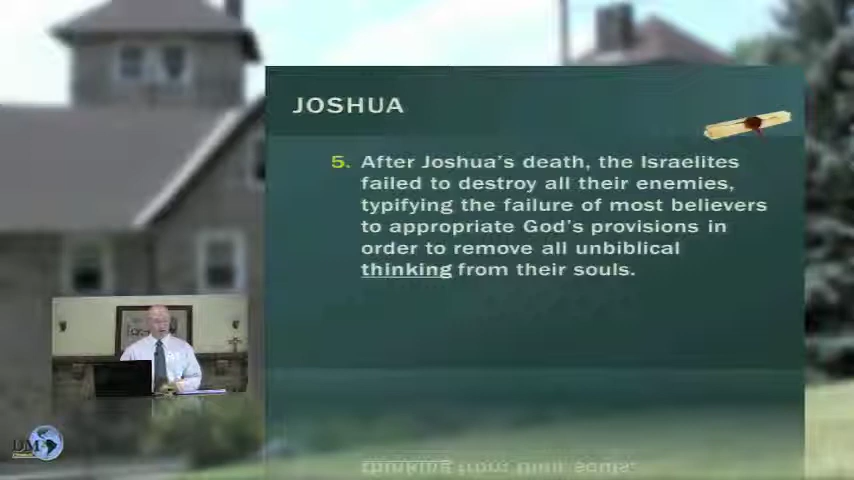 JOSHUA
5. After Joshua's death, the Israelites
failed to destroy all their enemies,
typifying the failure of most believers
to appropriate God's provisions in
order to remove all unbiblical
thinking from their souls.
DM